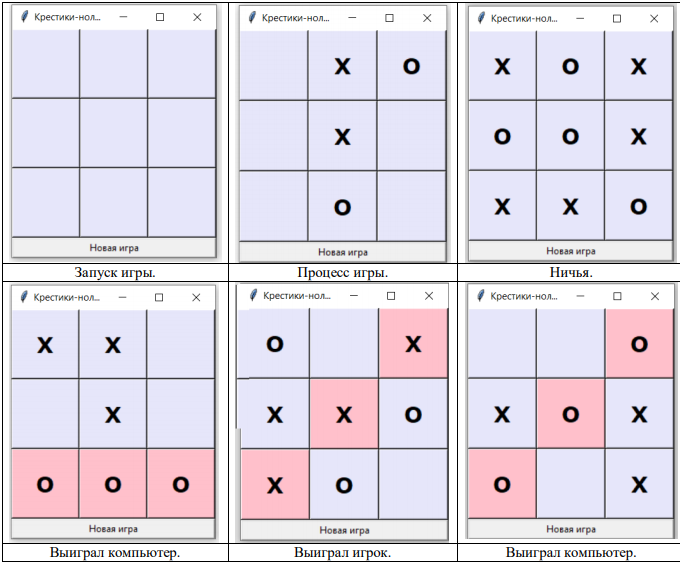 Крестики-нол...
Крестики-нол...
Крестики-нол...
X O
X O X
X
O O X
O
X X O
Новая игра
Новая игра
Новая игра
Запуск игры.
Процесс игры.
Ничья.
Крестики-нол...
Крестики-нол...
Крестики-нол...
X X
O X
O
X
X X O
X O X
O O O
X O
O X
Новая игра
Новая игра
Новая игра
Выиграл компьютер.
Выиграл игрок.
Выиграл компьютер.